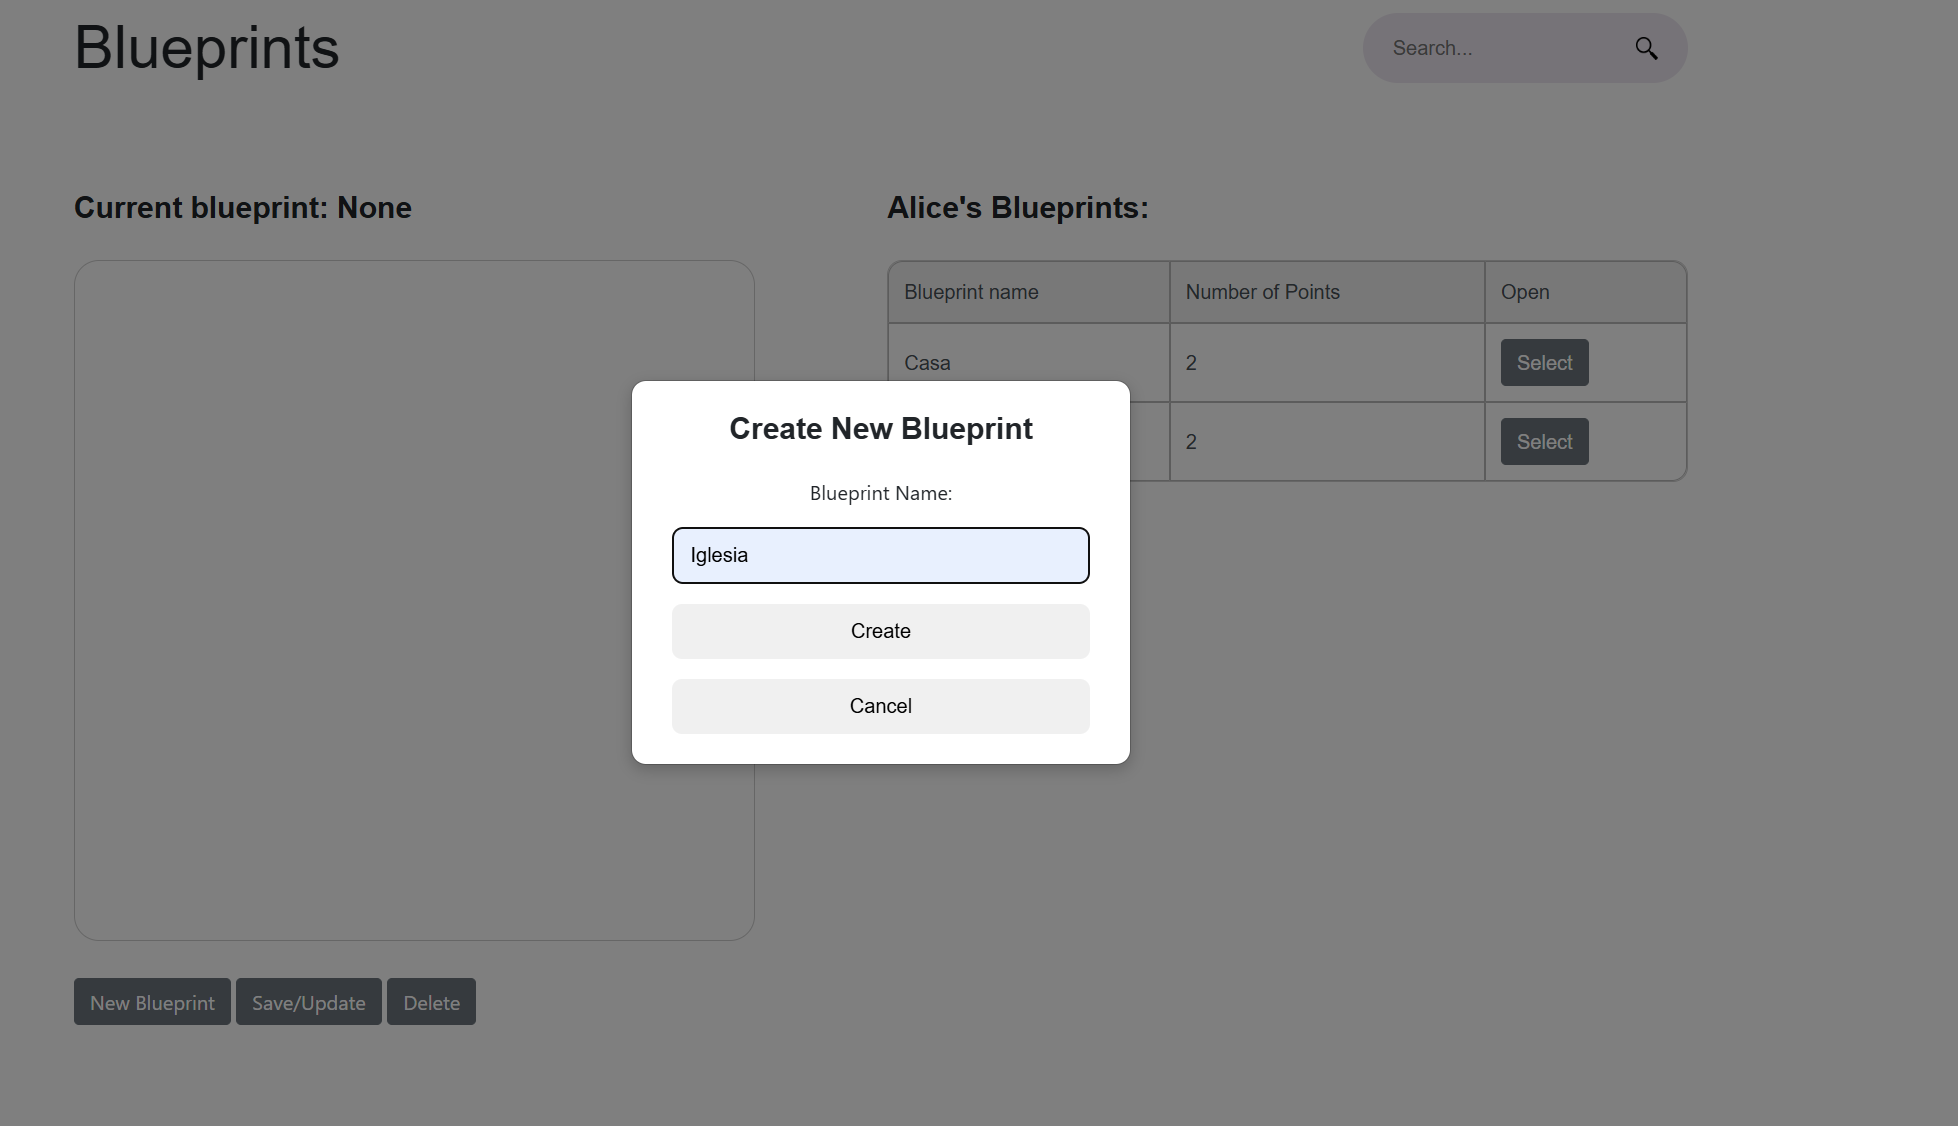 Blueprints
Search...
Current blueprint: None
Alice's Blueprints:
Blueprint name Number of Points Open
Casa 2 Select
2 Select
Create New Blueprint
Blueprint Name:
Iglesia
Create
Cancel
New Blueprint Save/Update Delete